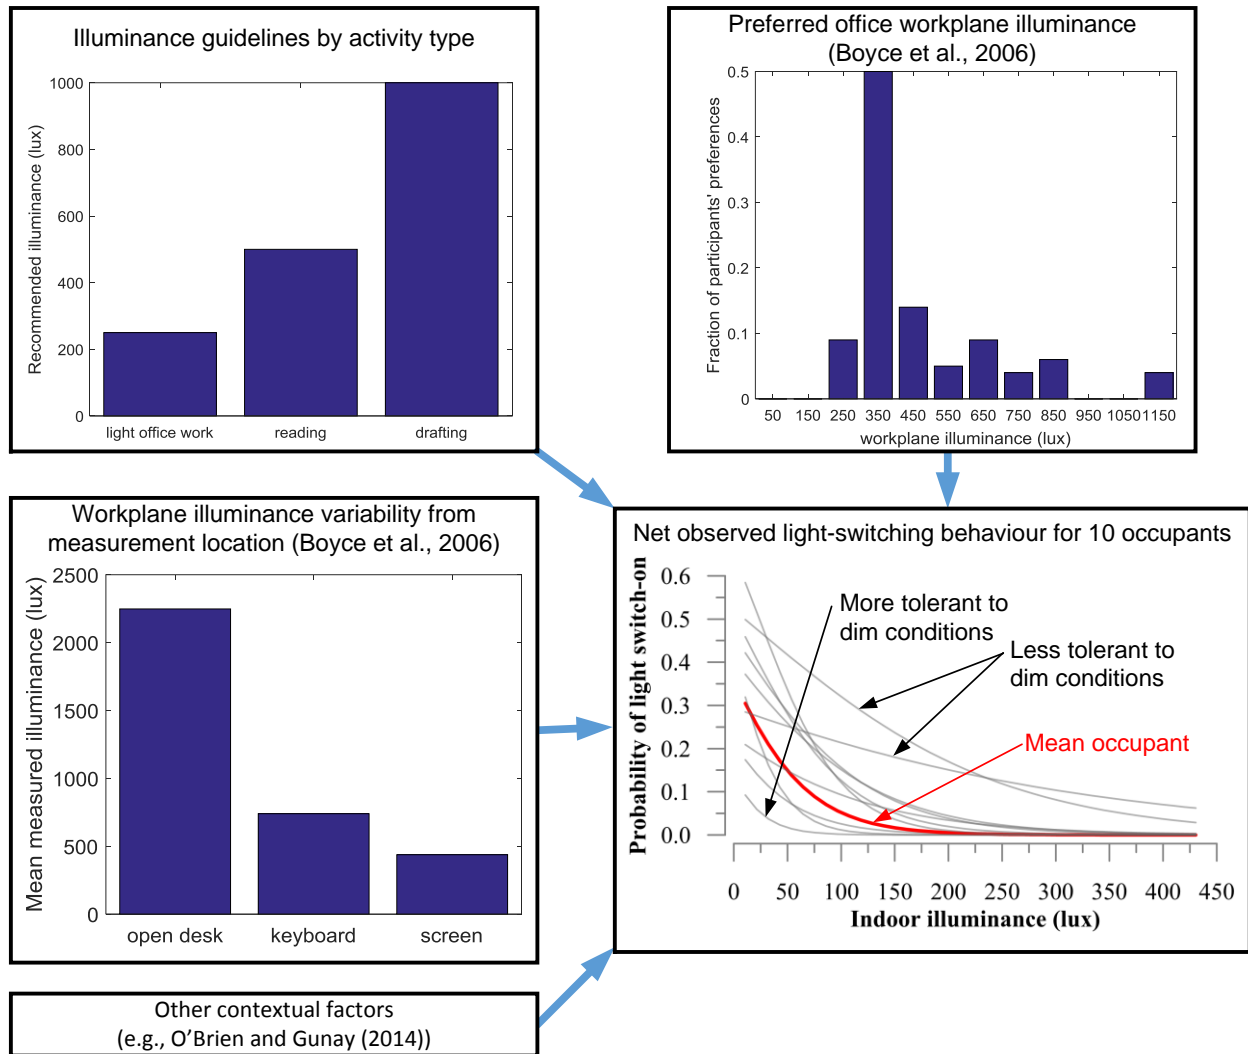 Illuminance guidelines by activity type
Recommended illuminance (lux)
1000
800
600
400
200
0
light office work reading drafting
Preferred office workplane illuminance
(Boyce et al., 2006)
Fraction of participants' preferences
0.5
0.4
0.3
0.2
0.1
0
50 150 250 350 450 550 650 750 850 950 1050 1150
workplane illuminance (lux)
Workplane illuminance variability from
measurement location (Boyce et al., 2006)
Mean measured illuminance (lux)
2500
2000
1500
1000
500
0
open desk keyboard screen
Net observed light-switching behaviour for 10 occupants
Probability of light switch-on
0.6
0.5
0.4
0.3
0.2
0.1
0.0
More tolerant to
dim conditions
Less tolerant to
dim conditions
Mean occupant
0 50 100 150 200 250 300 350 400 450
Indoor illuminance (lux)
Other contextual factors
(e.g., O'Brien and Gunay (2014))